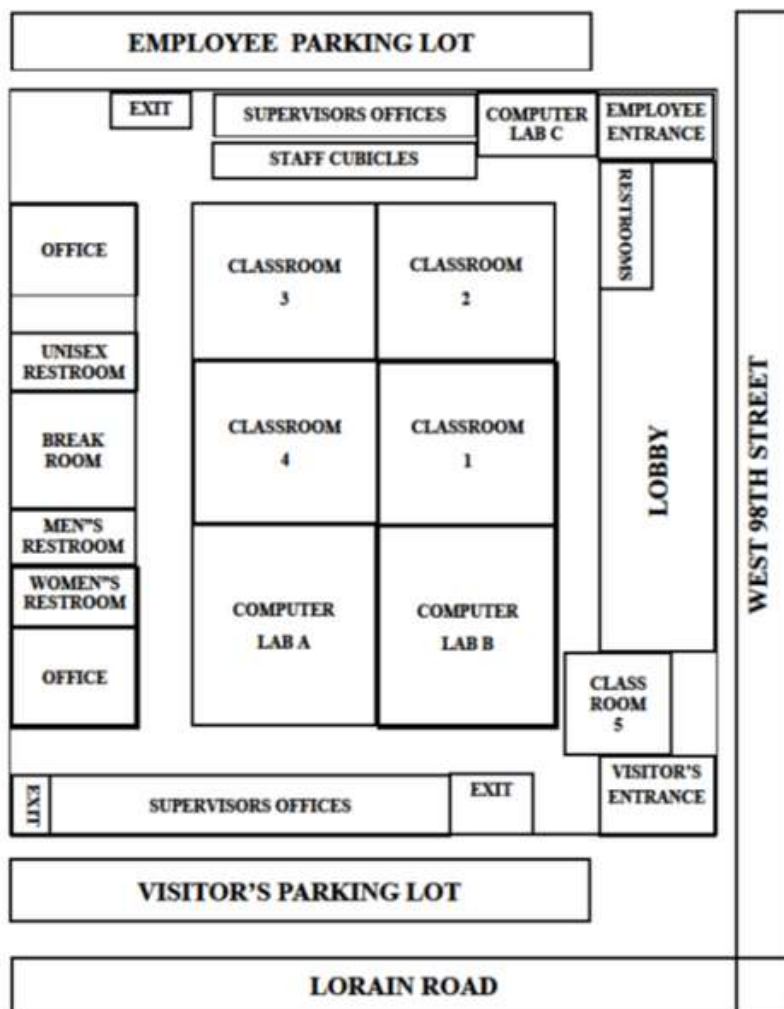 EMPLOYEE PARKING LOT
EXIT
SUPERVISORS OFFICES
COMPUTER
LAB C
EMPLOYEE
ENTRANCE
STAFF CUBICLES
RESTROOMS
OFFICE
CLASSROOM
3
CLASSROOM
2
UNISEX
RESTROOM
BREAK
ROOM
CLASSROOM
4
CLASSROOM
1
LOBBY
WEST 98TH STREET
MEN"S
RESTROOM
WOMEN"S
RESTROOM
OFFICE
COMPUTER
LAB A
COMPUTER
LAB B
CLASS
ROOM
5
EXIT
SUPERVISORS OFFICES
EXIT
VISITOR'S
ENTRANCE
VISITOR'S PARKING LOT
LORAIN ROAD